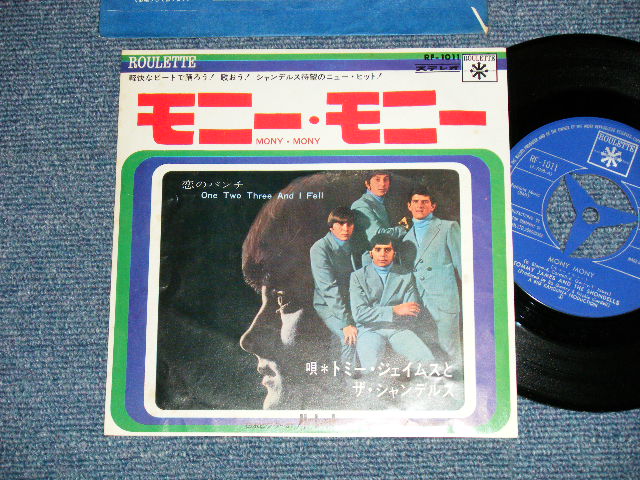 ROULETTE
RF-1011
ROULETTE
ステレオ
軽快なビートで踊ろう! 歌おう! シャンデルス待望のニュー・ヒット!
モニー・モニー
MONY・MONY
恋のパンチ
One Two Three And I Fell
唄*トミー・ジェイムスと
ザ・シャンデルス
ROULETTE
RF-1011
MONY MONY
TOMMY JAMES AND THE SHONDELLS